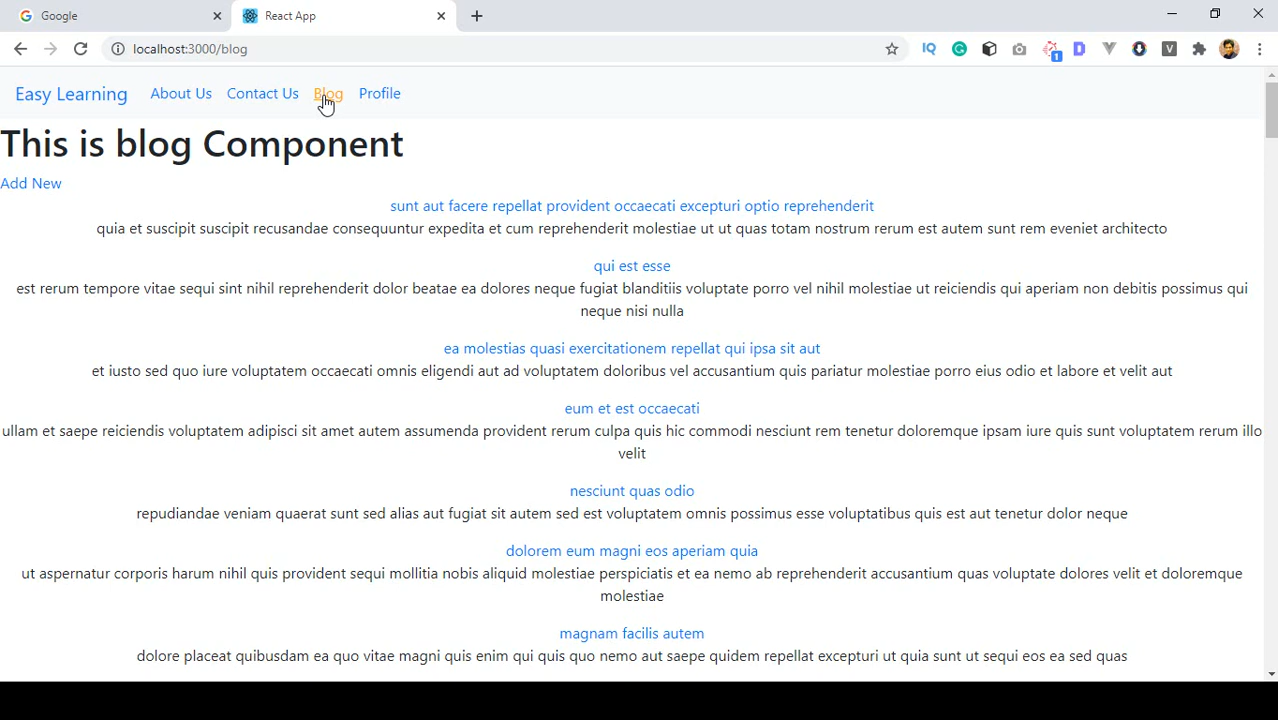 Google
React App
localhost:3000/blog
IQ
1
D
V
Easy Learning About Us Contact Us Blog Profile
This is blog Component
Add New
sunt aut facere repellat provident occaecati excepturi optio reprehenderit
quia et suscipit suscipit recusandae consequuntur expedita et cum reprehenderit molestiae ut ut quas totam nostrum rerum est autem sunt rem eveniet architecto
qui est esse
est rerum tempore vitae sequi sint nihil reprehenderit dolor beatae ea dolores neque fugiat blanditiis voluptate porro vel nihil molestiae ut reiciendis qui aperiam non debitis possimus qui
neque nisi nulla
ea molestias quasi exercitationem repellat qui ipsa sit aut
et iusto sed quo iure voluptatem occaecati omnis eligendi aut ad voluptatem doloribus vel accusantium quis pariatur molestiae porro eius odio et labore et velit aut
eum et est occaecati
ullam et saepe reiciendis voluptatem adipisci sit amet autem assumenda provident rerum culpa quis hic commodi nesciunt rem tenetur doloremque ipsam iure quis sunt voluptatem rerum illo
velit
nesciunt quas odio
repudiandae veniam quaerat sunt sed alias aut fugiat sit autem sed est voluptatem omnis possimus esse voluptatibus quis est aut tenetur dolor neque
dolorem eum magni eos aperiam quia
ut aspernatur corporis harum nihil quis provident sequi mollitia nobis aliquid molestiae perspiciatis et ea nemo ab reprehenderit accusantium quas voluptate dolores velit et doloremque
molestiae
magnam facilis autem
dolore placeat quibusdam ea quo vitae magni quis enim qui quis quo nemo aut saepe quidem repellat excepturi ut quia sunt ut sequi eos ea sed quas